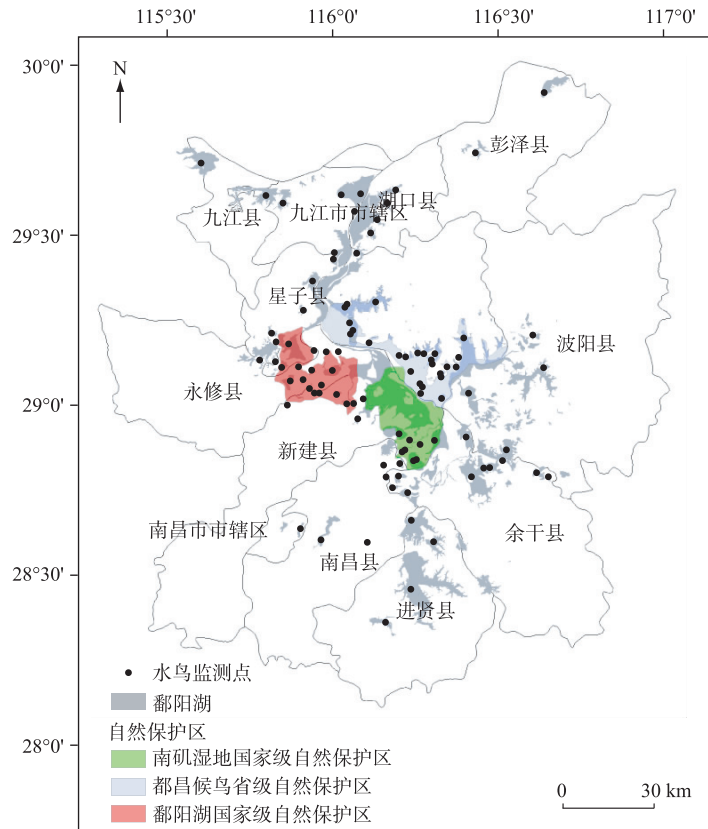 115°30′ 116°0′ 116°30′ 117°0′
30°0′
N
彭泽县
九江县
九江市市辖区
湖口县
29°30′
星子县
波阳县
永修县
29°0′
新建县
南昌市市辖区
余干县
南昌县
28°30′
进贤县
水鸟监测点
鄱阳湖
自然保护区
28°0′
南矶湿地国家级自然保护区
都昌候鸟省级自然保护区
鄱阳湖国家级自然保护区
0 30 km